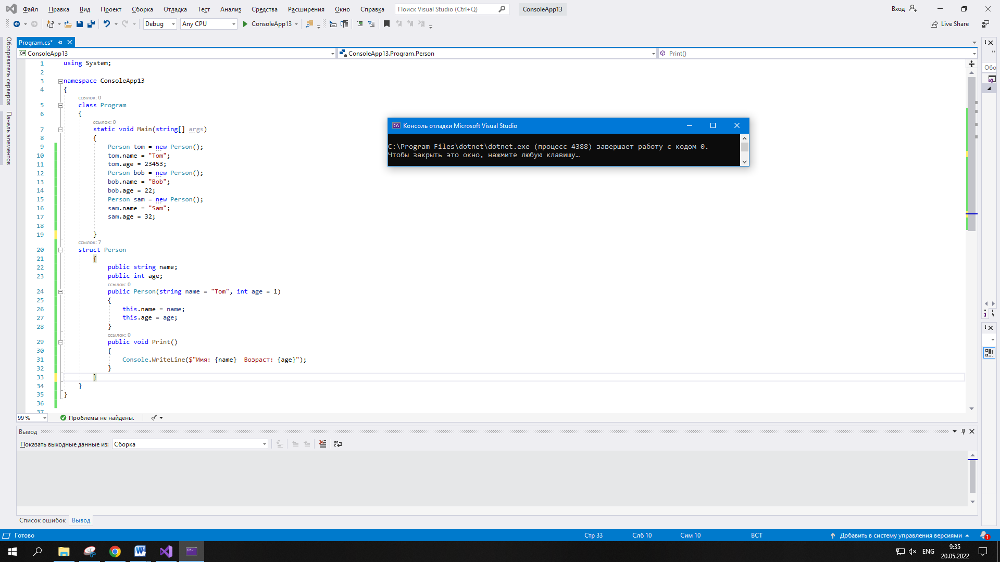 Файл Правка Вид Проект Сборка Отладка Тест Анализ Средства Расширения Окно Справка Поиск Visual Studio (Ctrl+Q) ConsoleApp13 Вход
Debug Any CPU ConsoleApp13 Live Share
Program.cs*
ConsoleApp13 ConsoleApp13.Program.Person Print()
Обозреватель серверов
Панель элементов
Обо
1 using System;
2
3 namespace ConsoleApp13
4 {
ссылок: 0
5 class Program
6 {
ссылок: 0
7 static void Main(string[] args)
8 {
9 Person tom = new Person();
10 tom.name = "Tom";
11 tom.age = 23453;
12 Person bob = new Person();
13 bob.name = "Bob";
14 bob.age = 22;
15 Person sam = new Person();
16 sam.name = "Sam";
17 sam.age = 32;
18
19 }
ссылок: 7
20 struct Person
21 {
22 public string name;
23 public int age;
ссылок: 0
24 public Person(string name = "Tom", int age = 1)
25 {
26 this.name = name;
27 this.age = age;
28 }
ссылок: 0
29 public void Print()
30 {
31 Console.WriteLine($"Имя: {name}  Возраст: {age}");
32 }
33 }
34 }
35 }
36
37
Консоль отладки Microsoft Visual Studio
C:\Program Files\dotnet\dotnet.exe (процесс 4388) завершает работу с кодом 0.
Чтобы закрыть это окно, нажмите любую клавишу…
99 % Проблемы не найдены.
Вывод
Показать выходные данные из: Сборка
Список ошибок Вывод
Готово Стр 33 Слб 10 Сим 10 ВСТ Добавить в систему управления версиями 1
ENG 9:35
20.05.2022